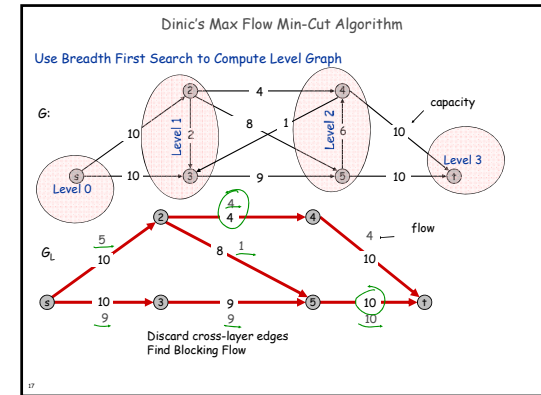 Dinic's Max Flow Min-Cut Algorithm
Use Breadth First Search to Compute Level Graph
G:
2
4
4
capacity
Level 1
Level 2
10
2
8
1
6
10
Level 3
s
10
3
9
5
10
t
Level 0
4
2
4
4
4
flow
G_L
5
10
8
1
10
s
10
3
9
5
10
t
9
9
10
Discard cross-layer edges
Find Blocking Flow
17